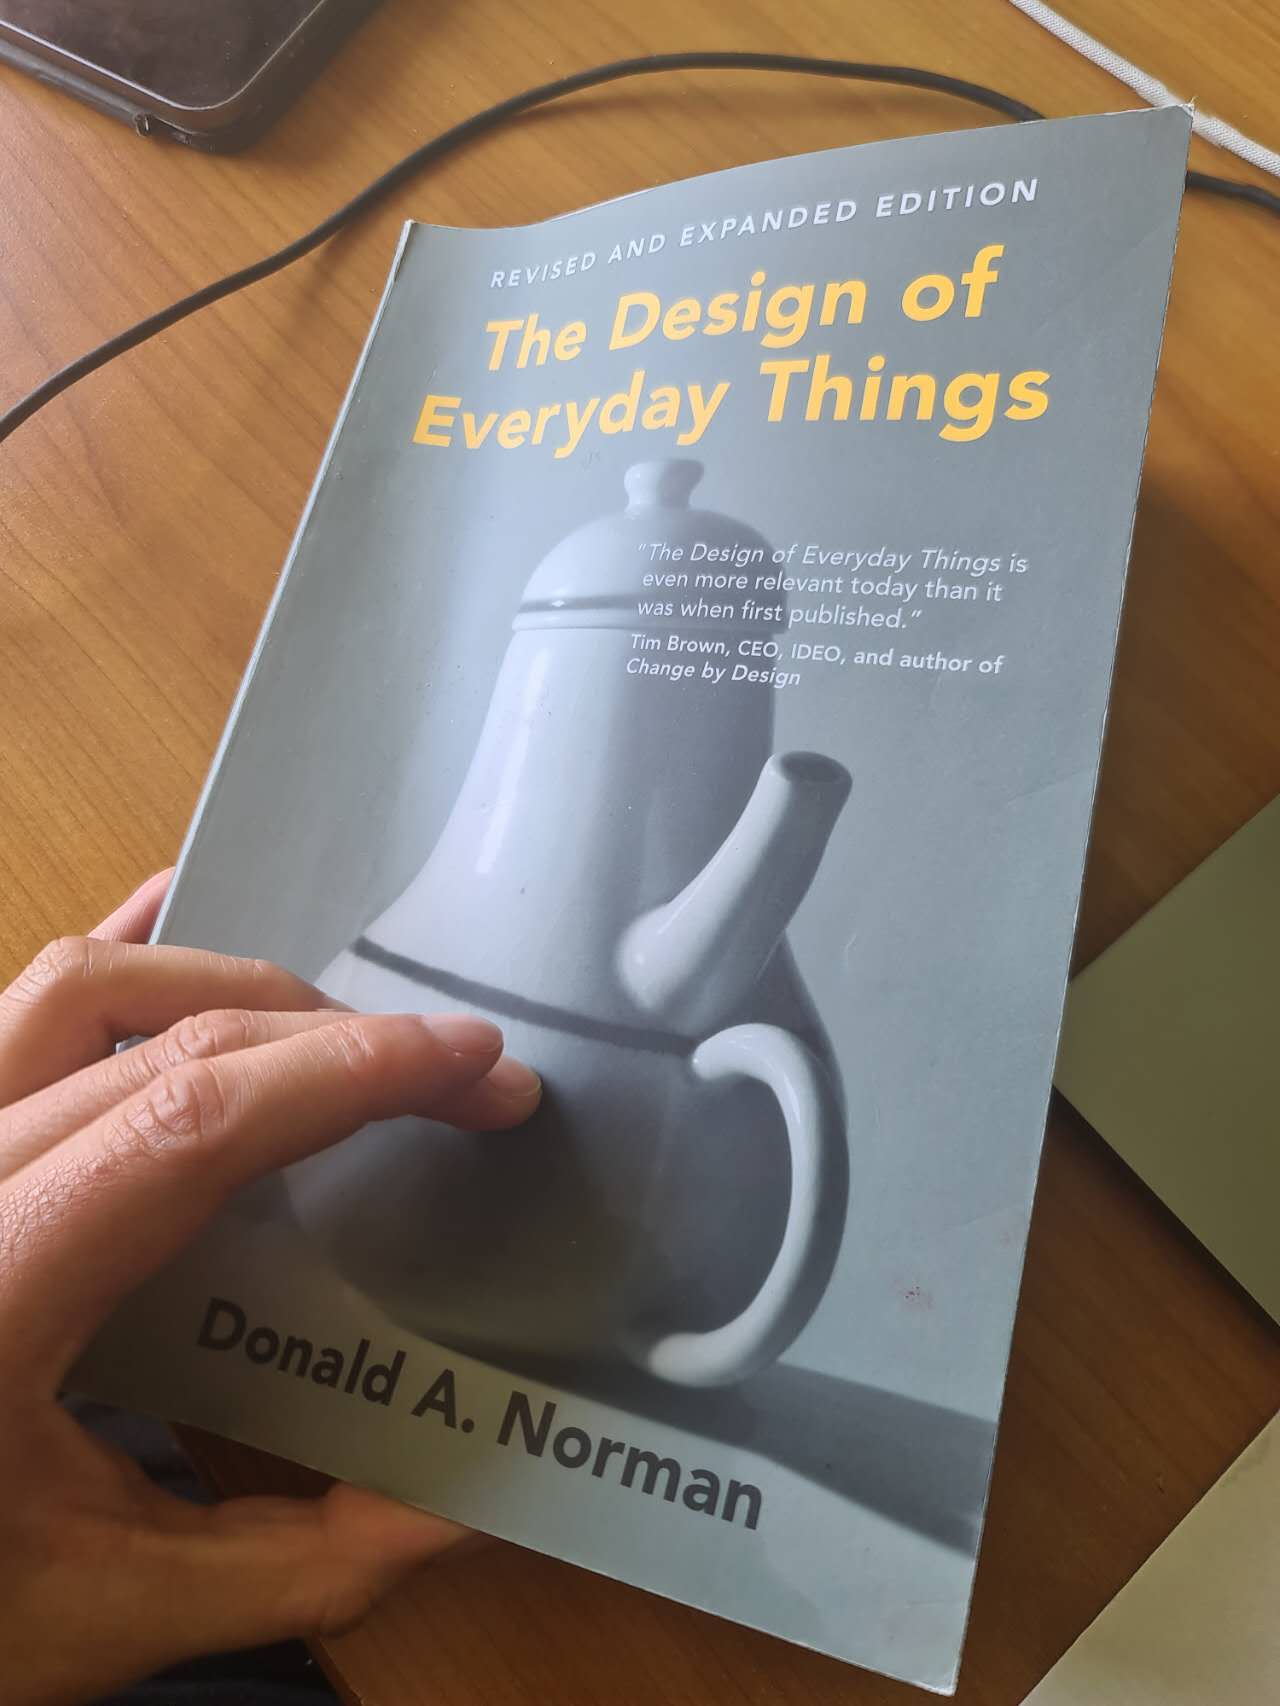 REVISED AND EXPANDED EDITION
The Design of
Everyday Things
"The Design of Everyday Things is
even more relevant today than it
was when first published."
Tim Brown, CEO, IDEO, and author of
Change by Design
Donald A. Norman